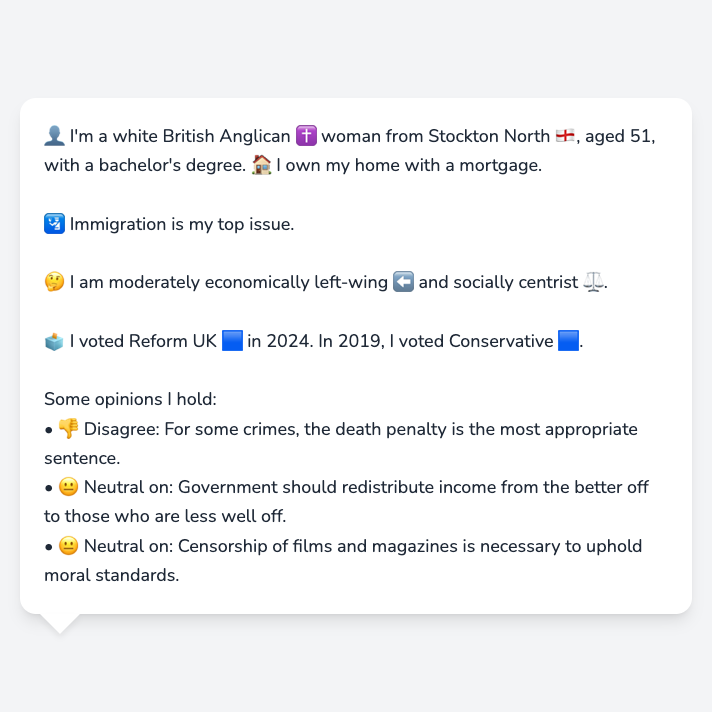 👤 I'm a white British Anglican ✝️ woman from Stockton North 🏴󠁧󠁢󠁥󠁮󠁧󠁿, aged 51,
with a bachelor's degree. 🏠 I own my home with a mortgage.
🛂 Immigration is my top issue.
🤔 I am moderately economically left-wing ⬅️ and socially centrist ⚖️.
🗳️ I voted Reform UK 🟦 in 2024. In 2019, I voted Conservative 🟦.
Some opinions I hold:
• 👎 Disagree: For some crimes, the death penalty is the most appropriate
sentence.
• 😐 Neutral on: Government should redistribute income from the better off
to those who are less well off.
• 😐 Neutral on: Censorship of films and magazines is necessary to uphold
moral standards.